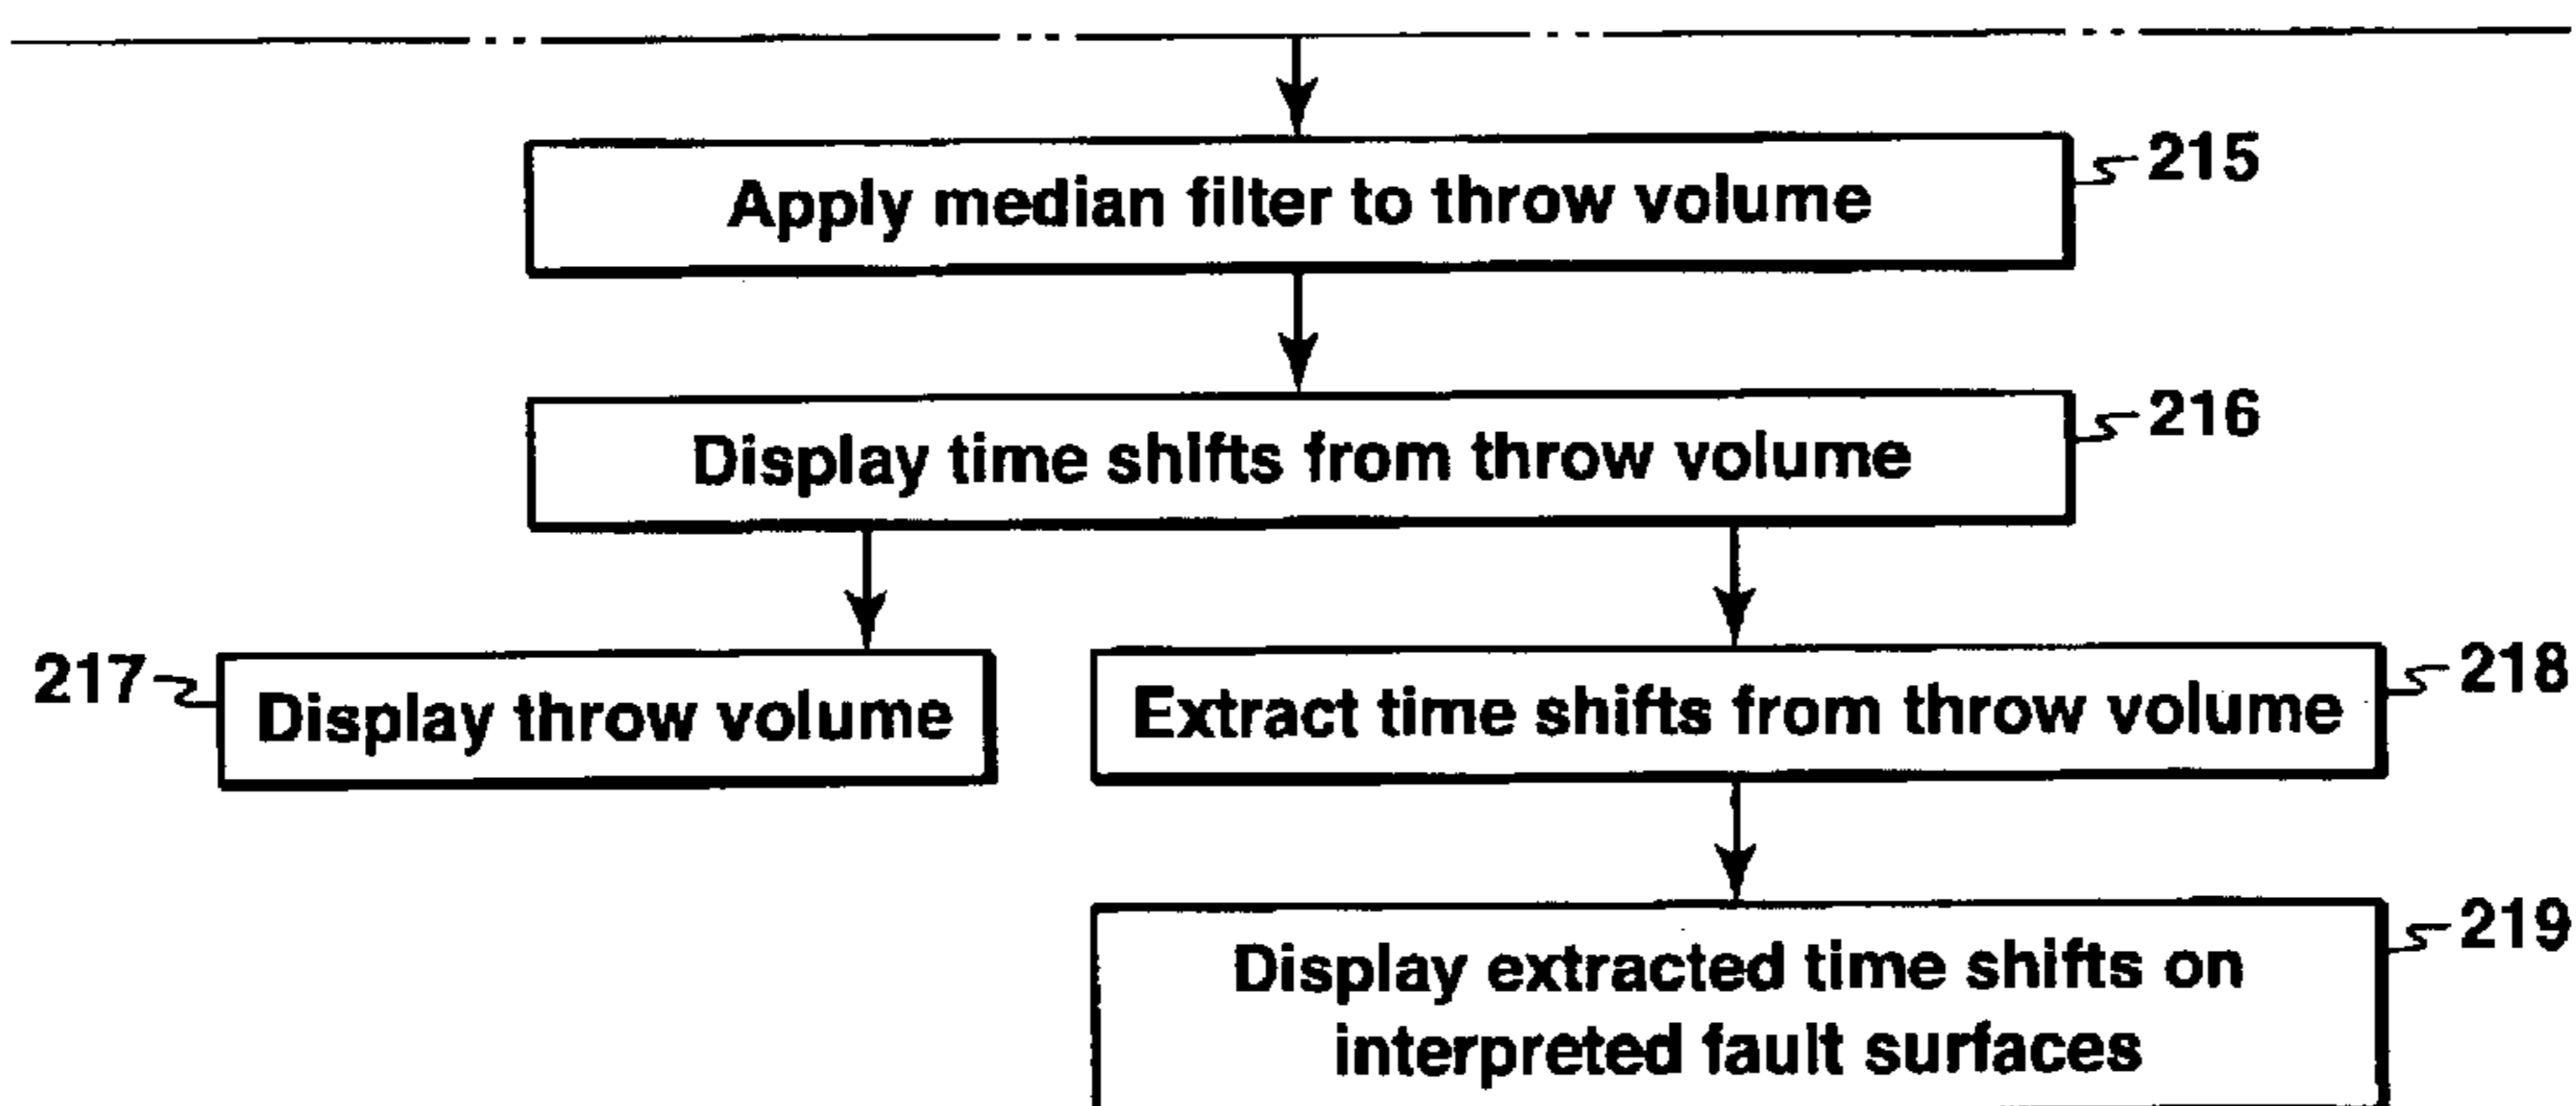 Apply median filter to throw volume
215
Display time shifts from throw volume
216
217
Display throw volume
Extract time shifts from throw volume
218
Display extracted time shifts on
interpreted fault surfaces
219